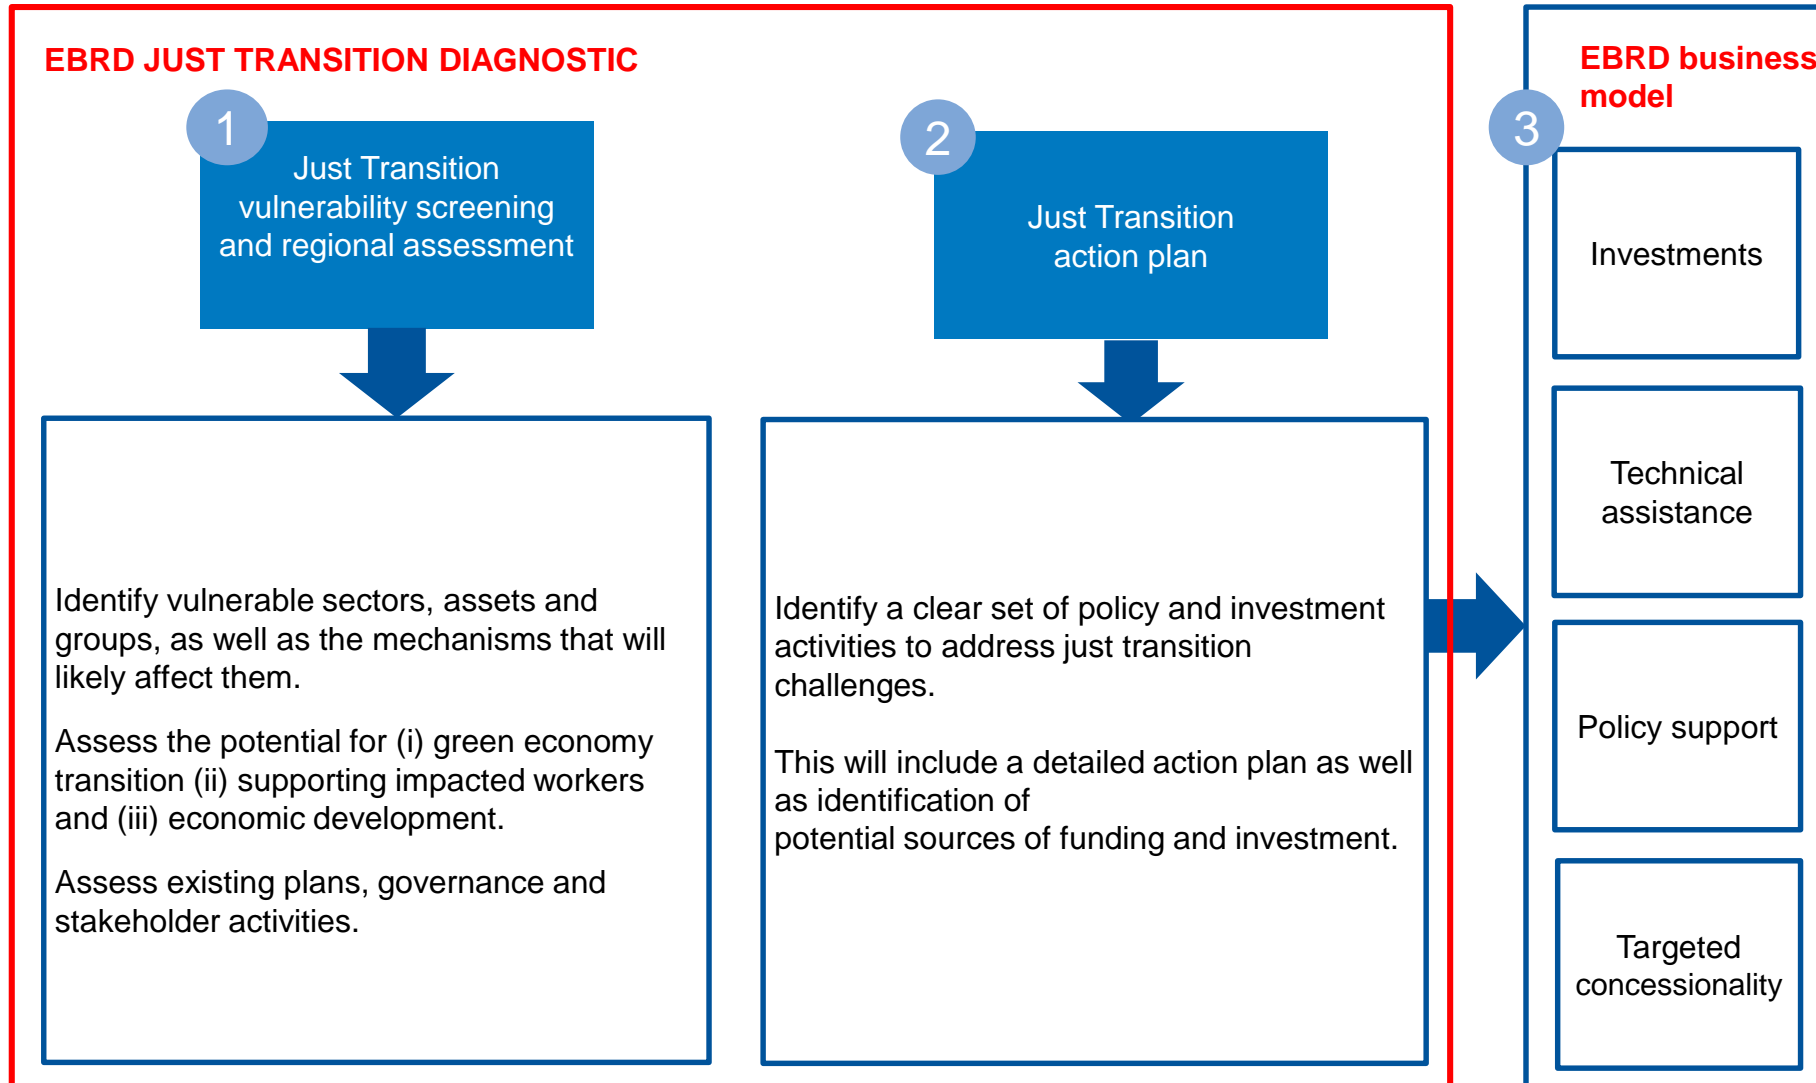 EBRD JUST TRANSITION DIAGNOSTIC
1
Just Transition
vulnerability screening
and regional assessment
Identify vulnerable sectors, assets and
groups, as well as the mechanisms that will
likely affect them.
Assess the potential for (i) green economy
transition (ii) supporting impacted workers
and (iii) economic development.
Assess existing plans, governance and
stakeholder activities.
2
Just Transition
action plan
Identify a clear set of policy and investment
activities to address just transition
challenges.
This will include a detailed action plan as well
as identification of
potential sources of funding and investment.
EBRD business
model
3
Investments
Technical
assistance
Policy support
Targeted
concessionality